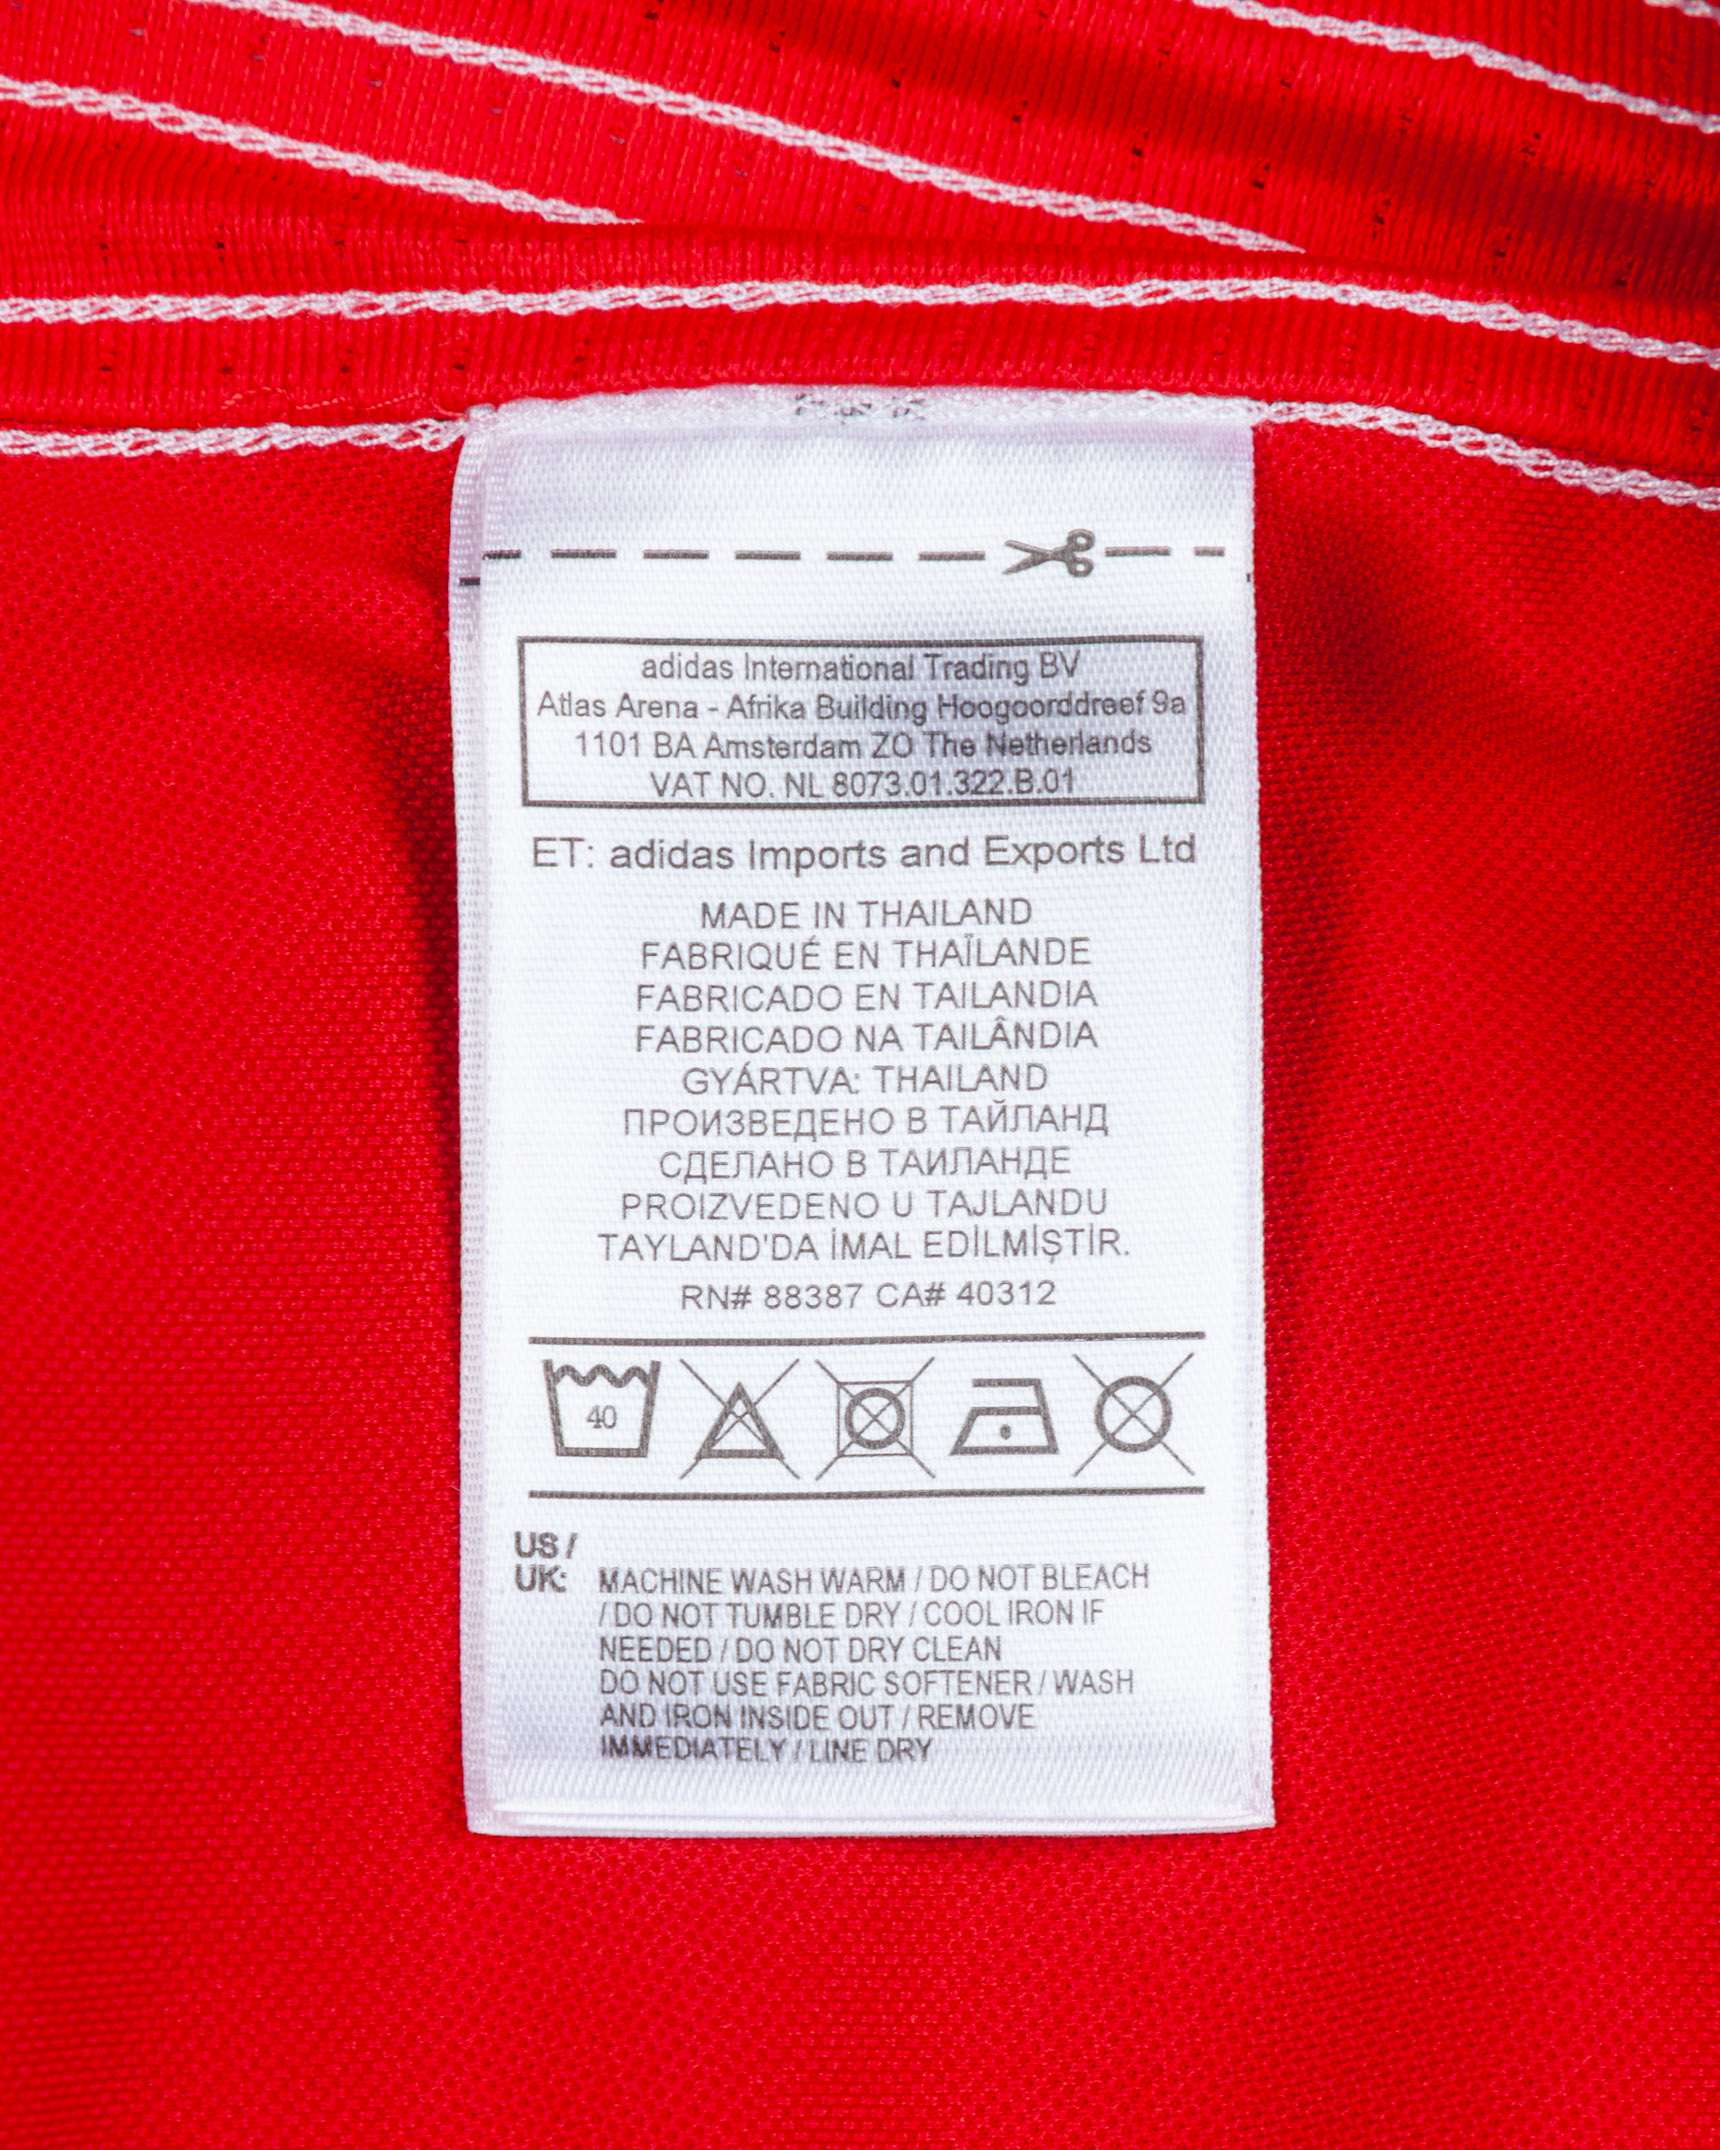 adidas International Trading BV
Atlas Arena - Afrika Building Hoogoorddreef 9a
1101 BA Amsterdam ZO The Netherlands
VAT NO. NL 8073.01.322.B.01
ET: adidas Imports and Exports Ltd
MADE IN THAILAND
FABRIQUÉ EN THAÏLANDE
FABRICADO EN TAILANDIA
FABRICADO NA TAILÂNDIA
GYÁRTVA: THAILAND
ПРОИЗВЕДЕНО В ТАЙЛАНД
СДЕЛАНО В ТАИЛАНДЕ
PROIZVEDENO U TAJLANDU
TAYLAND'DA İMAL EDİLMİŞTİR.
RN# 88387 CA# 40312
40
US /
UK: MACHINE WASH WARM / DO NOT BLEACH
/ DO NOT TUMBLE DRY / COOL IRON IF
NEEDED / DO NOT DRY CLEAN
DO NOT USE FABRIC SOFTENER / WASH
AND IRON INSIDE OUT / REMOVE
IMMEDIATELY / LINE DRY